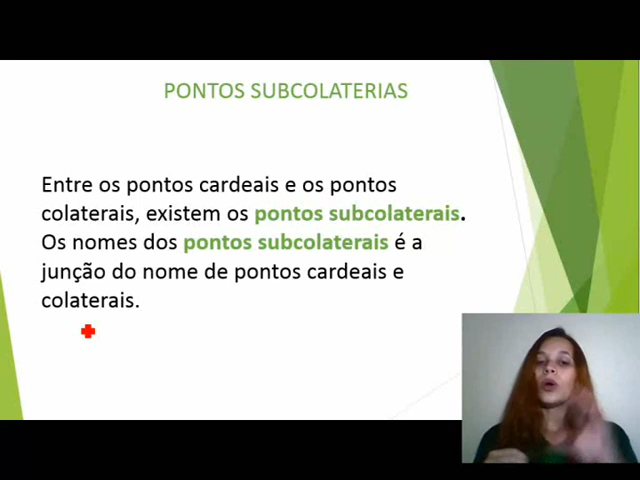 PONTOS SUBCOLATERIAS
Entre os pontos cardeais e os pontos
colaterais, existem os pontos subcolaterais.
Os nomes dos pontos subcolaterais é a
junção do nome de pontos cardeais e
colaterais.